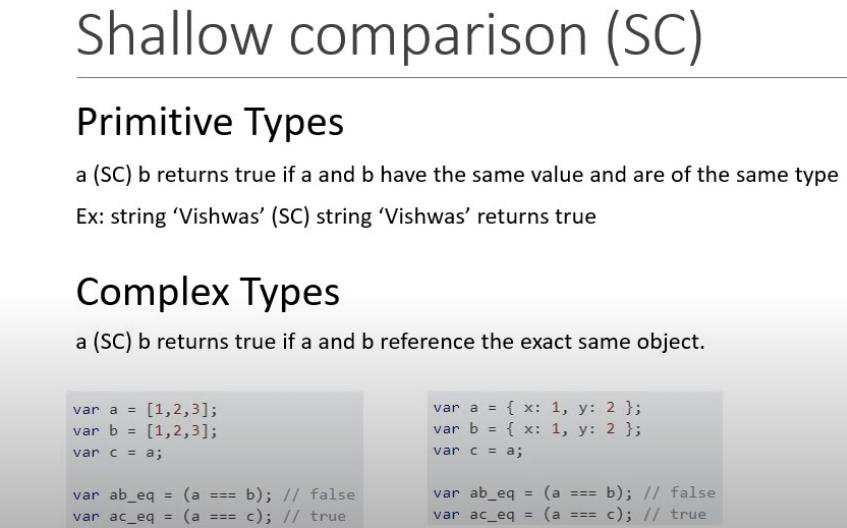 Shallow comparison (SC)
Primitive Types
a (SC) b returns true if a and b have the same value and are of the same type
Ex: string ‘Vishwas’ (SC) string ‘Vishwas’ returns true
Complex Types
a (SC) b returns true if a and b reference the exact same object.
var a = [1,2,3];
var b = [1,2,3];
var c = a;
var ab_eq = (a === b); // false
var ac_eq = (a === c); // true
var a = { x: 1, y: 2 };
var b = { x: 1, y: 2 };
var c = a;
var ab_eq = (a === b); // false
var ac_eq = (a === c); // true